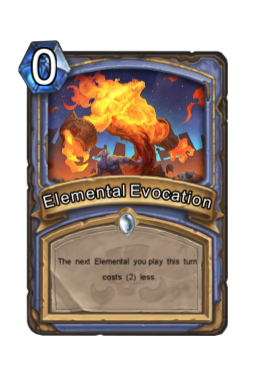 0
Elemental Evocation
The next Elemental you play this turn
costs (2) less.